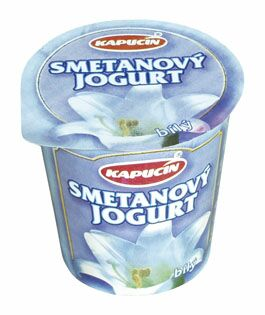 KAPUCÍN
SMETANOVÝ
JOGURT
bílý
KAPUCÍN
SMETANOVÝ
JOGURT
bílý